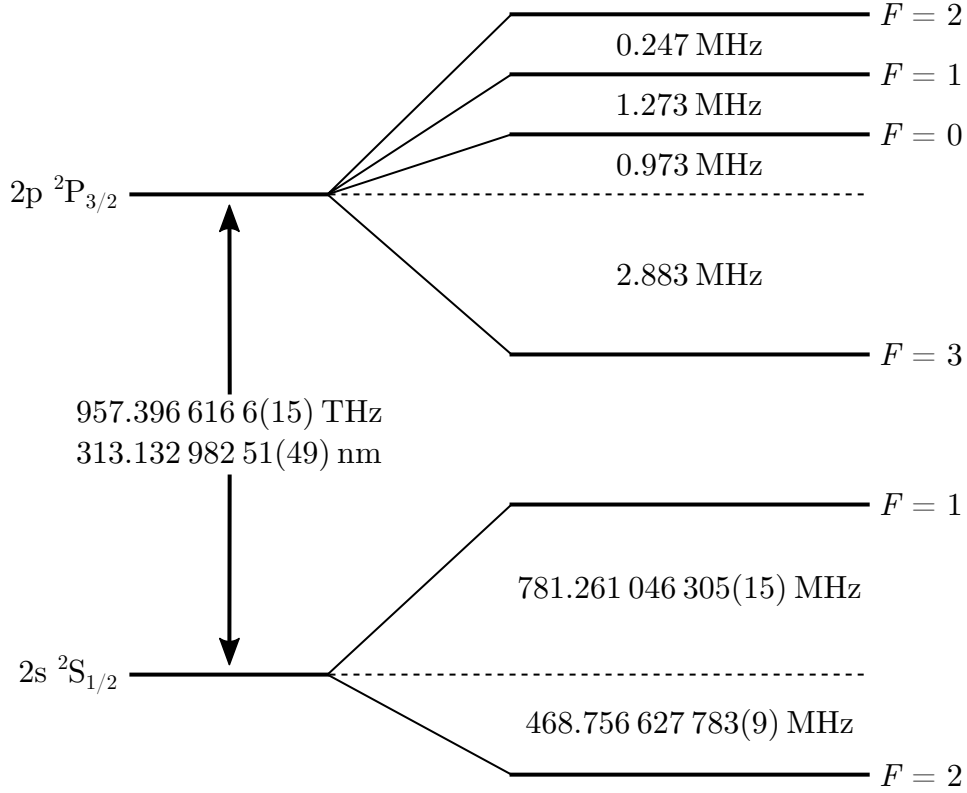 F = 2
0.247 MHz
F = 1
1.273 MHz
F = 0
0.973 MHz
2p ²P₃/₂
2.883 MHz
F = 3
957.396 616 6(15) THz
313.132 982 51(49) nm
F = 1
781.261 046 305(15) MHz
2s ²S₁/₂
468.756 627 783(9) MHz
F = 2